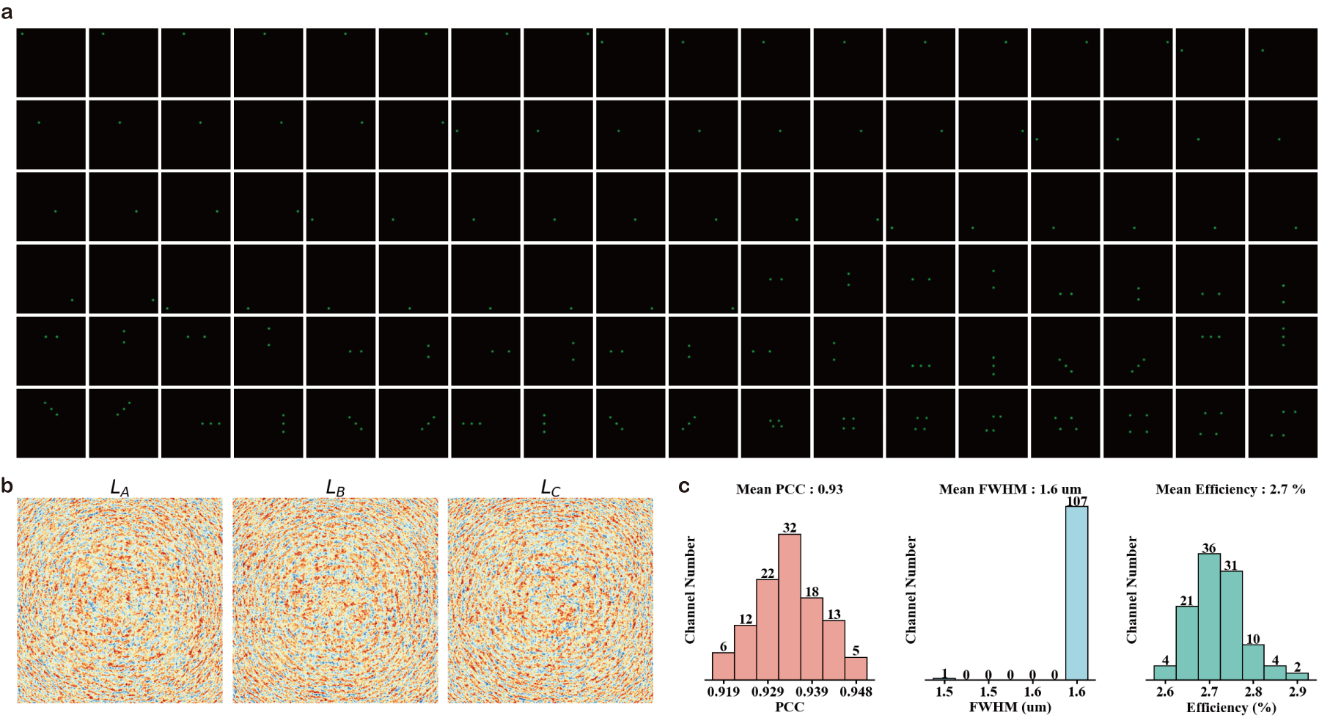 a
b
L_A
L_B
L_C
c
Mean PCC : 0.93
Channel Number
6
12
22
32
18
13
5
0.919
0.929
0.939
0.948
PCC
Mean FWHM : 1.6 um
Channel Number
1
0
0
0
0
0
107
1.5
1.5
1.6
1.6
FWHM (um)
Mean Efficiency : 2.7 %
Channel Number
4
21
36
31
10
4
2
2.6
2.7
2.8
2.9
Efficiency (%)